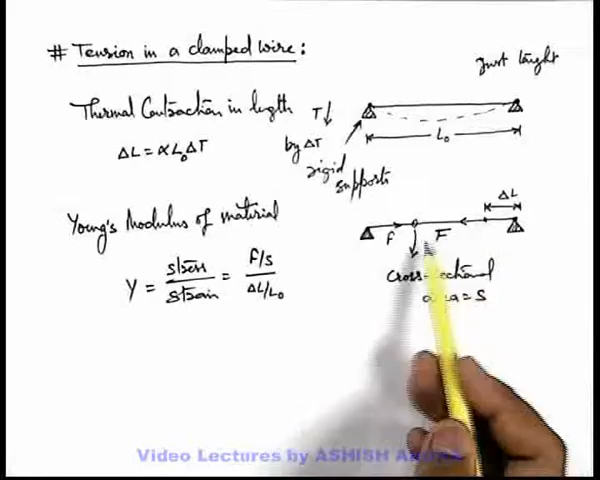 # Tension in a clamped wire:
Just taught
Thermal Contraction in length
T↓
by ΔT
L₀
ΔL = αL₀ΔT
rigid
supports
ΔL
Young's Modulus of material
f
F
Y = stress/strain = f/s / ΔL/L₀
Cross-sectional
area = S
Video Lectures by ASHISH